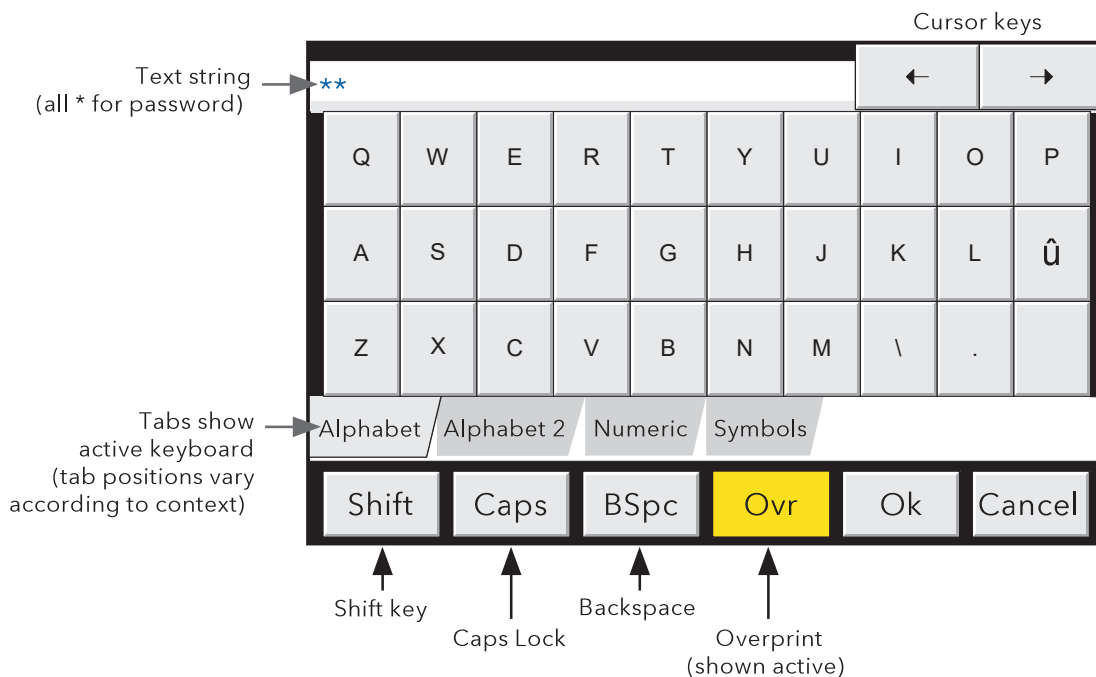 Cursor keys
Text string
(all * for password)
**
← →
Q W E R T Y U I O P
A S D F G H J K L û
Z X C V B N M \ .
Tabs show
active keyboard
(tab positions vary
according to context)
Alphabet Alphabet 2 Numeric Symbols
Shift Caps BSpc Ovr Ok Cancel
Shift key
Caps Lock
Backspace
Overprint
(shown active)